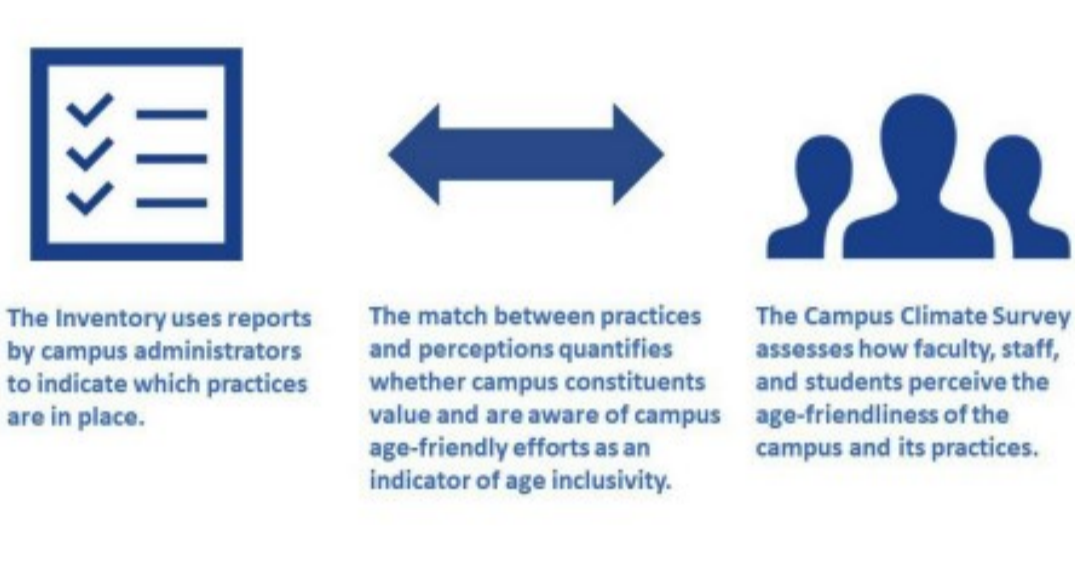 The Inventory uses reports
by campus administrators
to indicate which practices
are in place.
The match between practices
and perceptions quantifies
whether campus constituents
value and are aware of campus
age-friendly efforts as an
indicator of age inclusivity.
The Campus Climate Survey
assesses how faculty, staff,
and students perceive the
age-friendliness of the
campus and its practices.